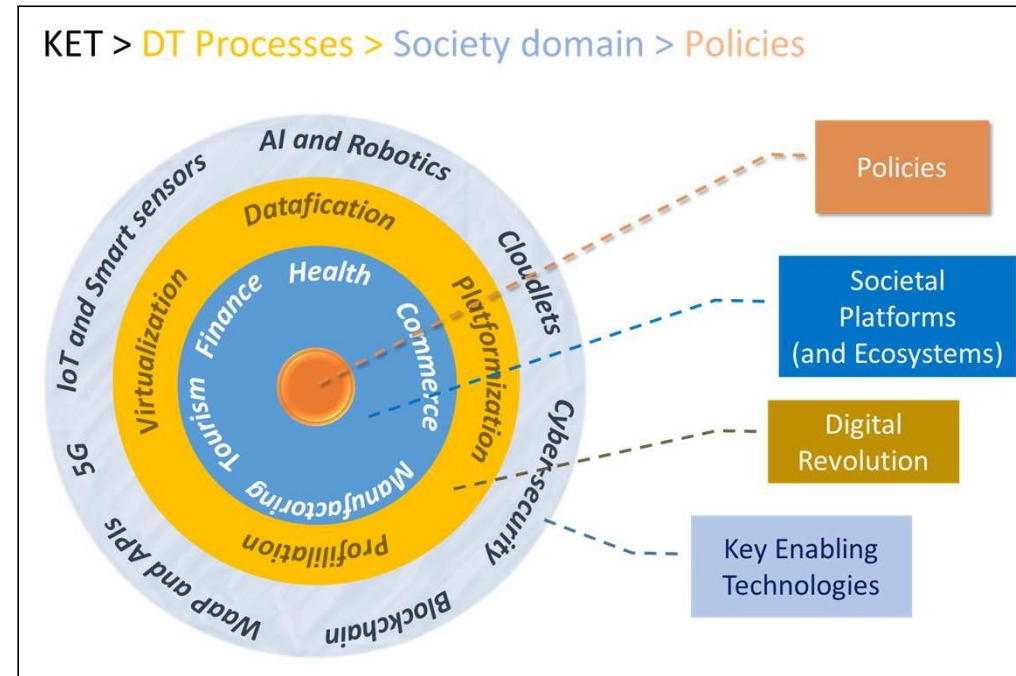 KET > DT Processes > Society domain > Policies
AI and Robotics
Cloudlets
Cyber-security
Blockchain
WaaP and APIs
5G
IoT and Smart sensors
Datafication
Platformization
Profiliation
Virtualization
Health
Commerce
Manufactoring
Tourism
Finance
Policies
Societal
Platforms
(and Ecosystems)
Digital
Revolution
Key Enabling
Technologies